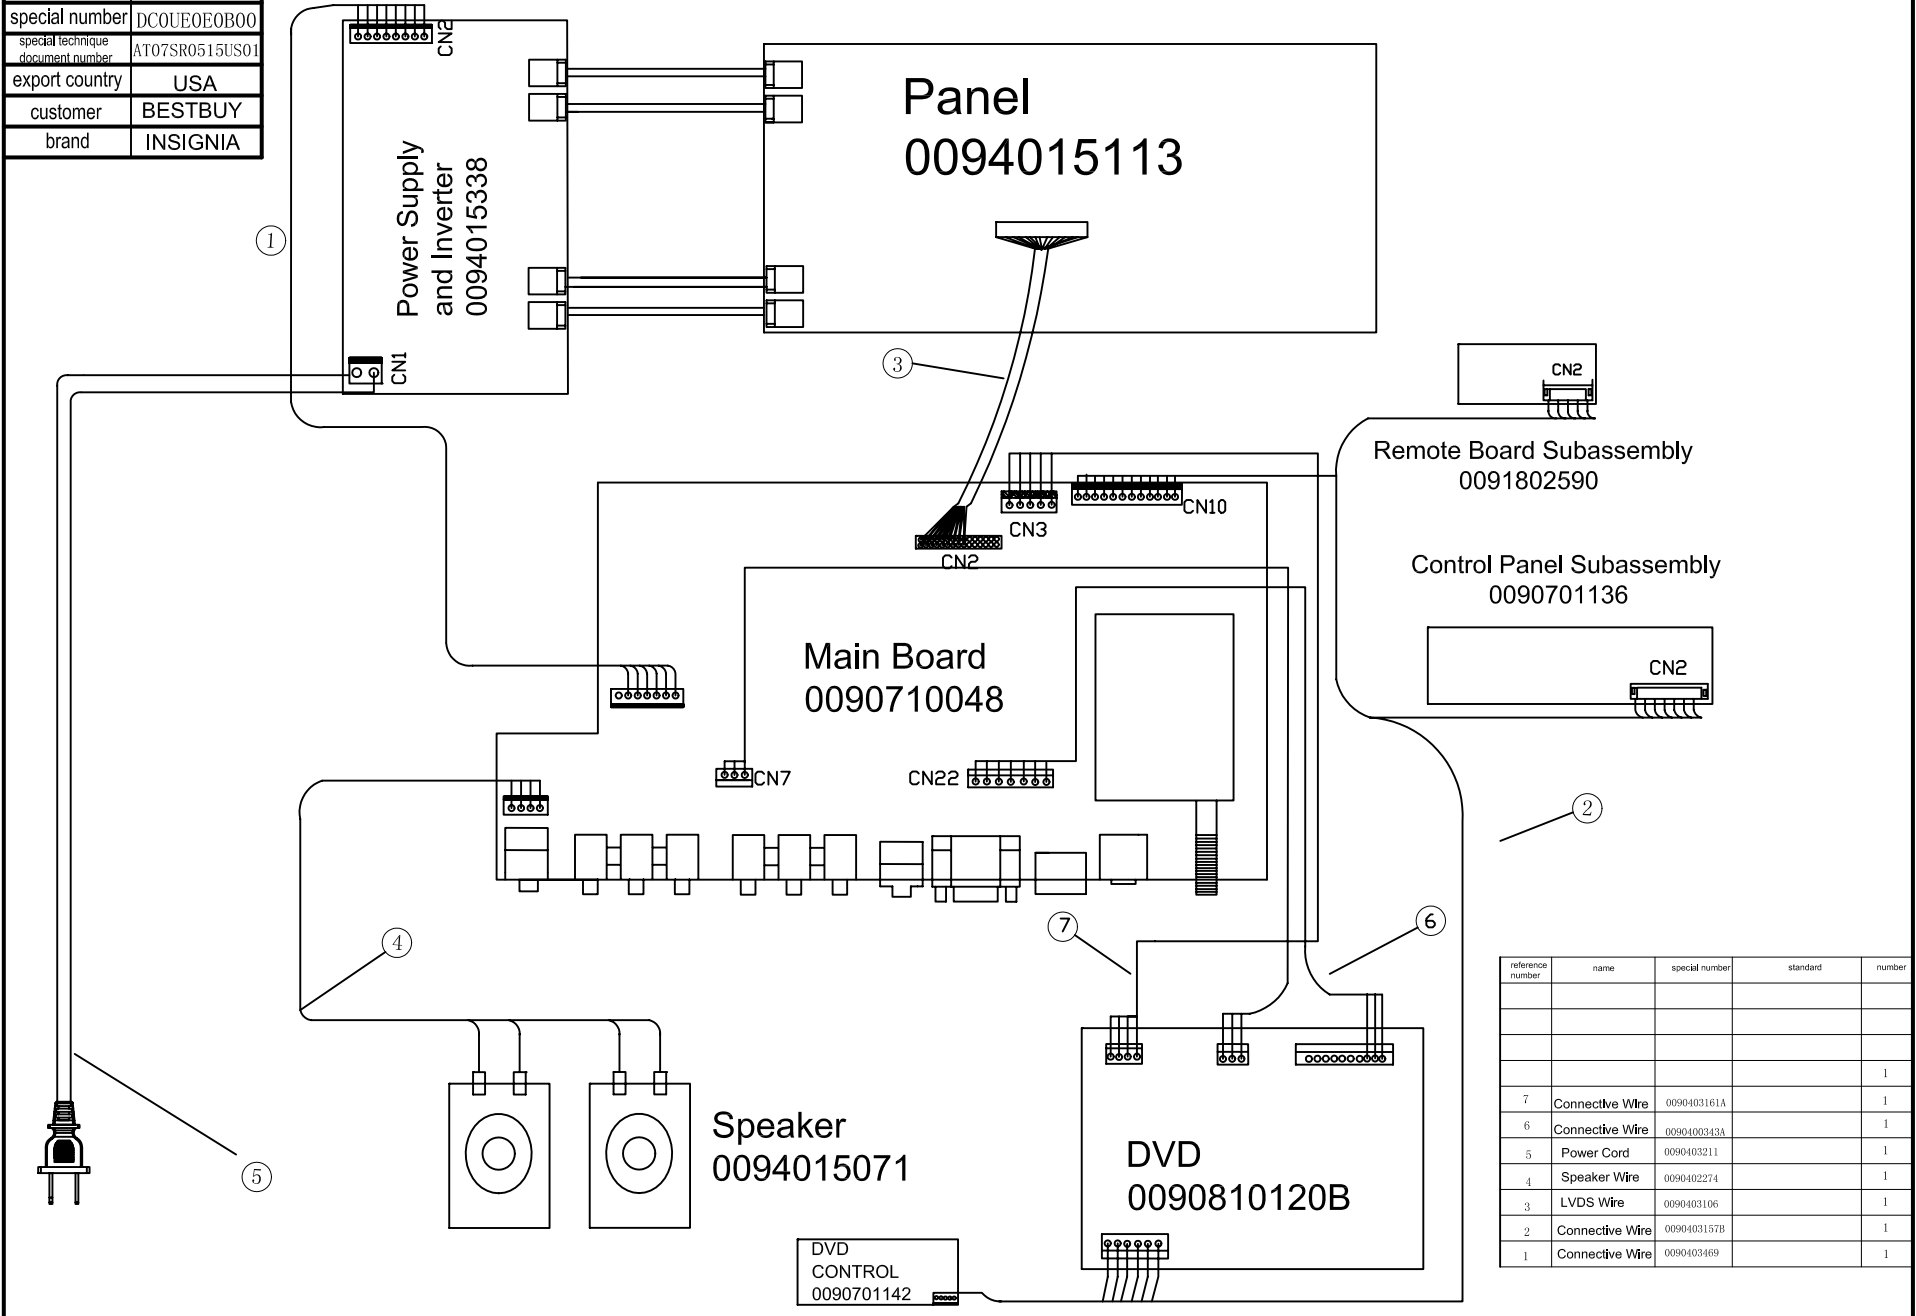 special number DC0UE0E0B00
special technique
document number AT07SR0515US01
export country USA
customer BESTBUY
brand INSIGNIA
CN2
Power Supply
and Inverter
0094015338
CN1
Panel
0094015113
1
3
CN2
Remote Board Subassembly
0091802590
Control Panel Subassembly
0090701136
CN2
CN3
CN10
CN2
Main Board
0090710048
CN7
CN22
2
4
7
6
5
Speaker
0094015071
DVD
0090810120B
DVD
CONTROL
0090701142
reference
number name special number standard number
1
7 Connective Wire 0090403161A 1
6 Connective Wire 0090400343A 1
5 Power Cord 0090403211 1
4 Speaker Wire 0090402274 1
3 LVDS Wire 0090403106 1
2 Connective Wire 0090403157B 1
1 Connective Wire 0090403469 1